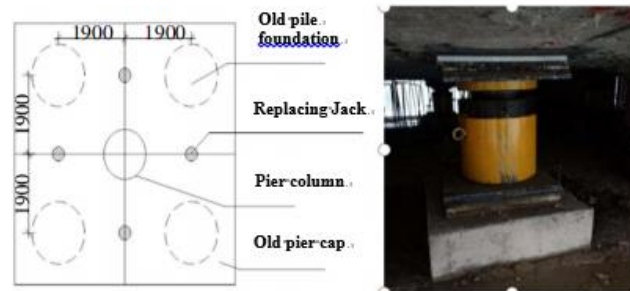 1900 1900
1900
1900
Old pile
foundation
Replacing Jack
Pier column
Old pier cap